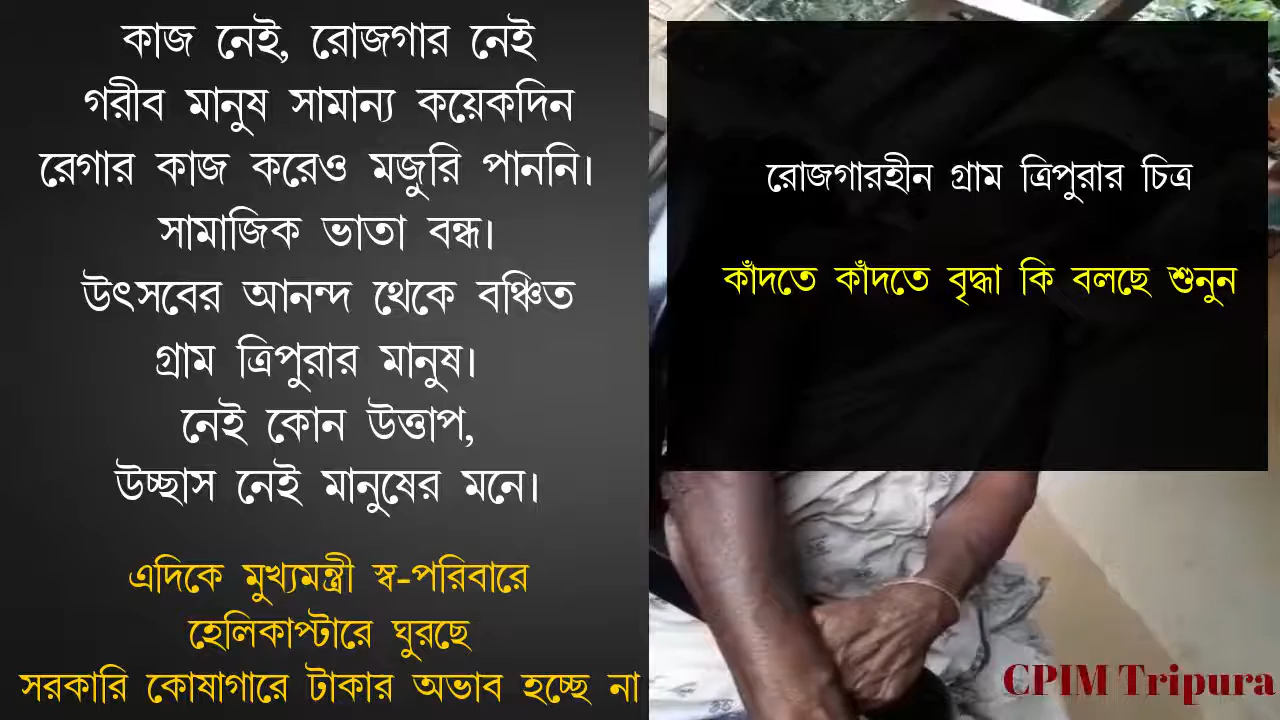 কাজ নেই, রোজগার নেই
গরীব মানুষ সামান্য কয়েকদিন
রেগার কাজ করেও মজুরি পাননি।
সামাজিক ভাতা বন্ধ।
উৎসবের আনন্দ থেকে বঞ্চিত
গ্রাম ত্রিপুরার মানুষ।
নেই কোন উত্তাপ,
উচ্ছাস নেই মানুষের মনে।
এদিকে মুখ্যমন্ত্রী স্ব-পরিবারে
হেলিকাপ্টারে ঘুরছে
সরকারি কোষাগারে টাকার অভাব হচ্ছে না
রোজগারহীন গ্রাম ত্রিপুরার চিত্র
কাঁদতে কাঁদতে বৃদ্ধা কি বলছে শুনুন
CPIM Tripura